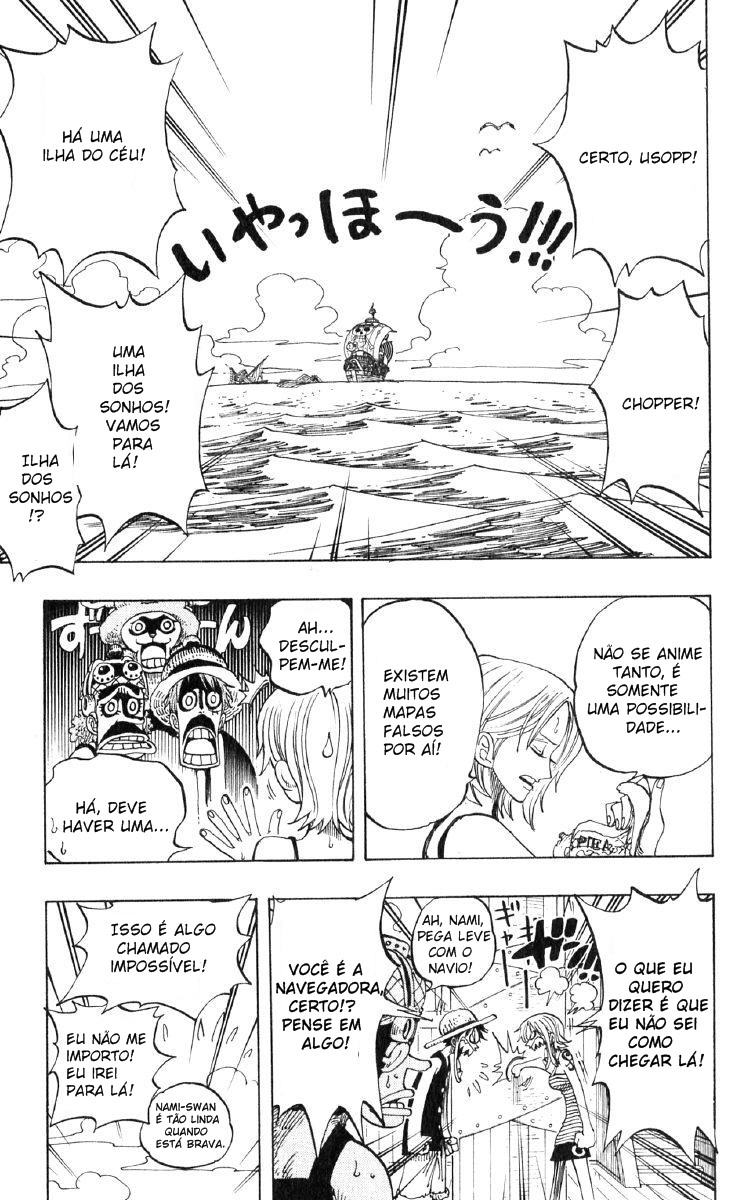 CERTO, USOPP!
CHOPPER!
HÁ UMA
ILHA DO CÉU!
いやっほーう!!!
UMA
ILHA
DOS
SONHOS!
VAMOS
PARA
LÁ!
ILHA
DOS
SONHOS
!?
NÃO SE ANIME
TANTO, É
SOMENTE
UMA POSSIBILI-
DADE...
EXISTEM
MUITOS
MAPAS
FALSOS
POR AÍ!
AH...
DESCUL-
PEM-ME!
HÁ, DEVE
HAVER UMA...
O QUE EU
QUERO
DIZER É QUE
EU NÃO SEI
COMO
CHEGAR LÁ!
AH, NAMI,
PEGA LEVE
COM O
NAVIO!
VOCÊ É A
NAVEGADORA,
CERTO!?
PENSE EM
ALGO!
ISSO É ALGO
CHAMADO
IMPOSSÍVEL!
EU NÃO ME
IMPORTO!
EU IREI
PARA LÁ!
NAMI-SWAN
É TÃO LINDA
QUANDO
ESTÁ BRAVA.